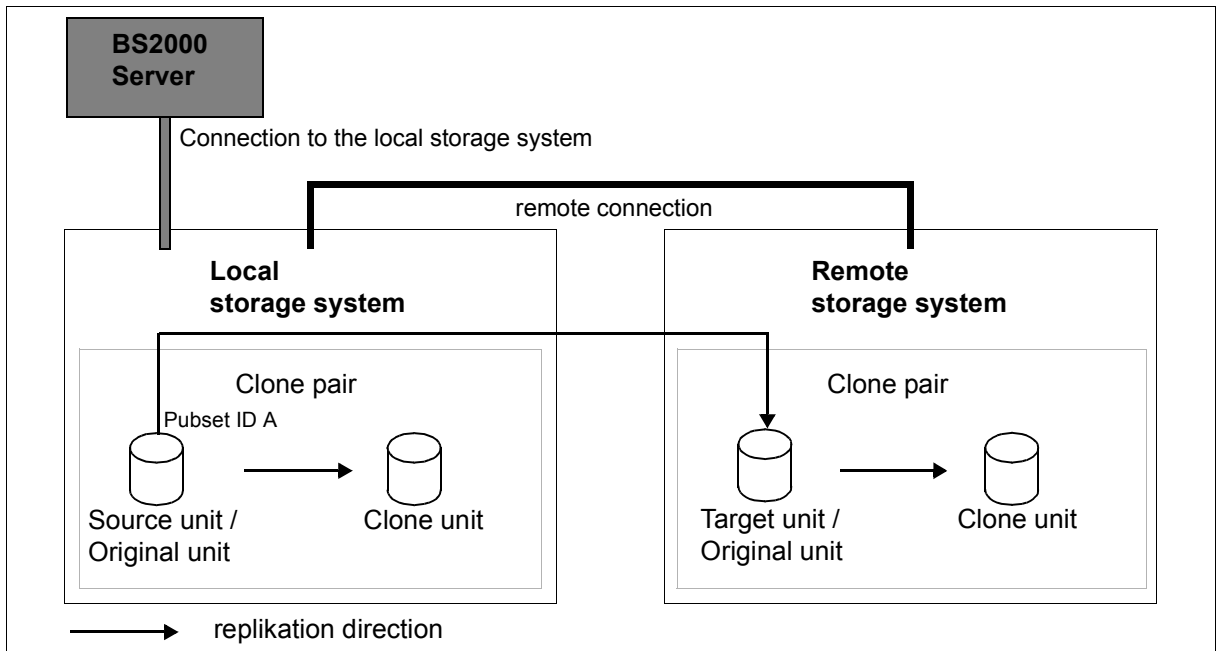 BS2000
Server
Connection to the local storage system
remote connection
Local
storage system
Remote
storage system
Clone pair
Pubset ID A
Source unit /
Original unit
Clone unit
Clone pair
Target unit /
Original unit
Clone unit
replikation direction